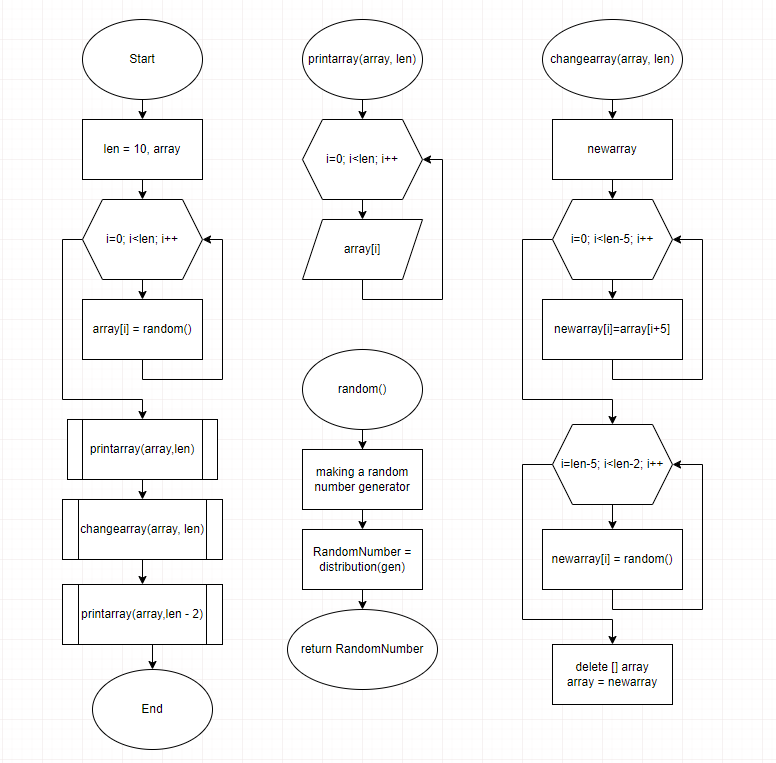 Start
len = 10, array
i=0; i<len; i++
array[i] = random()
printarray(array,len)
changearray(array, len)
printarray(array,len - 2)
End
printarray(array, len)
i=0; i<len; i++
array[i]
random()
making a random
number generator
RandomNumber =
distribution(gen)
return RandomNumber
changearray(array, len)
newarray
i=0; i<len-5; i++
newarray[i]=array[i+5]
i=len-5; i<len-2; i++
newarray[i] = random()
delete [] array
array = newarray